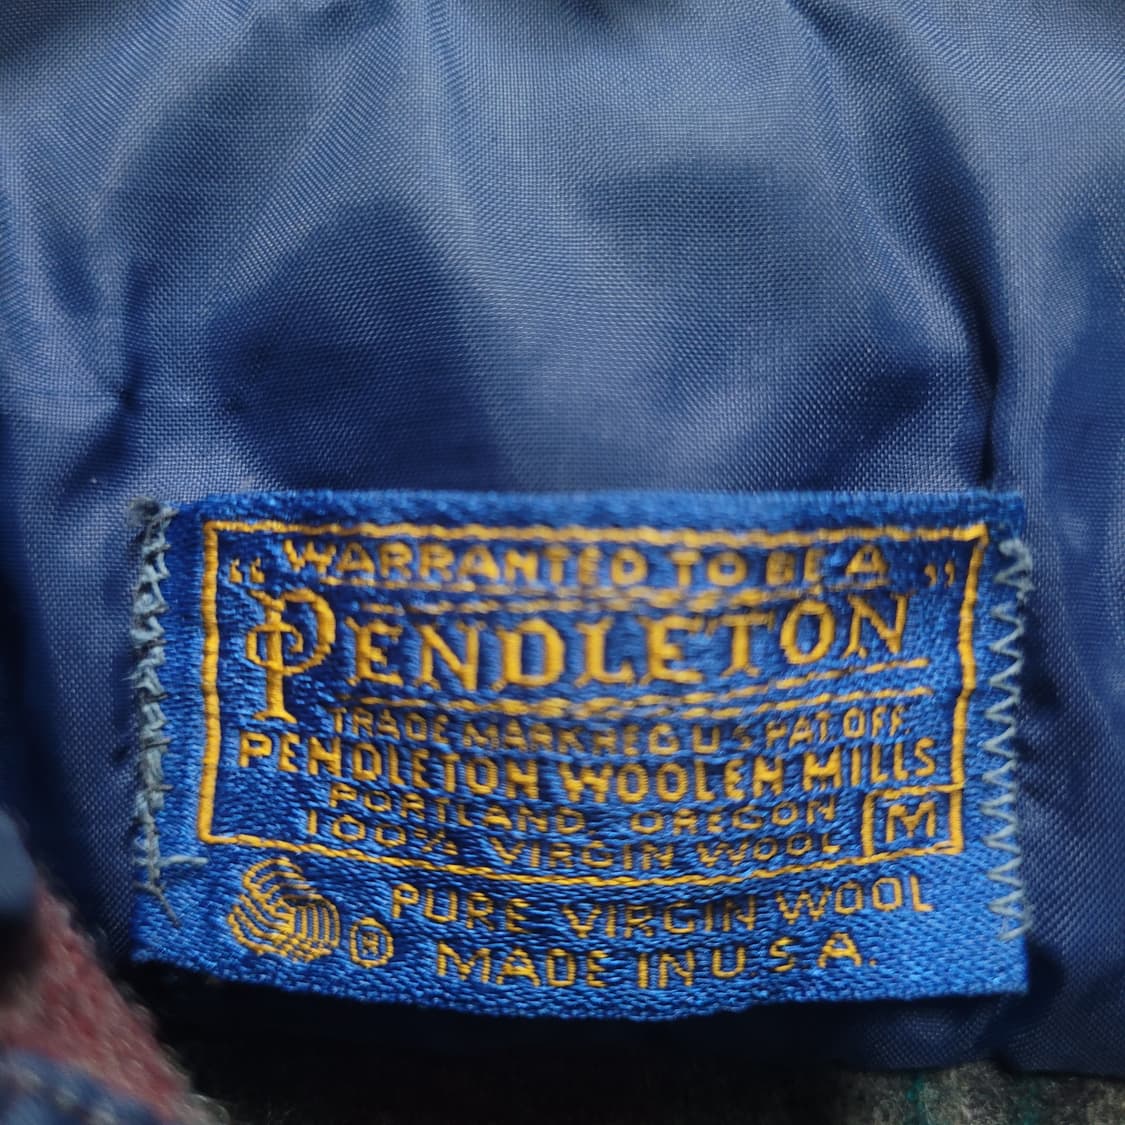 "WARRANTED TO BE A"
PENDLETON
TRADE MARK REG U S PAT OFF.
PENDLETON WOOLEN MILLS
PORTLAND, OREGON
100% VIRGIN WOOL M
PURE VIRGIN WOOL
® MADE IN U.S.A.